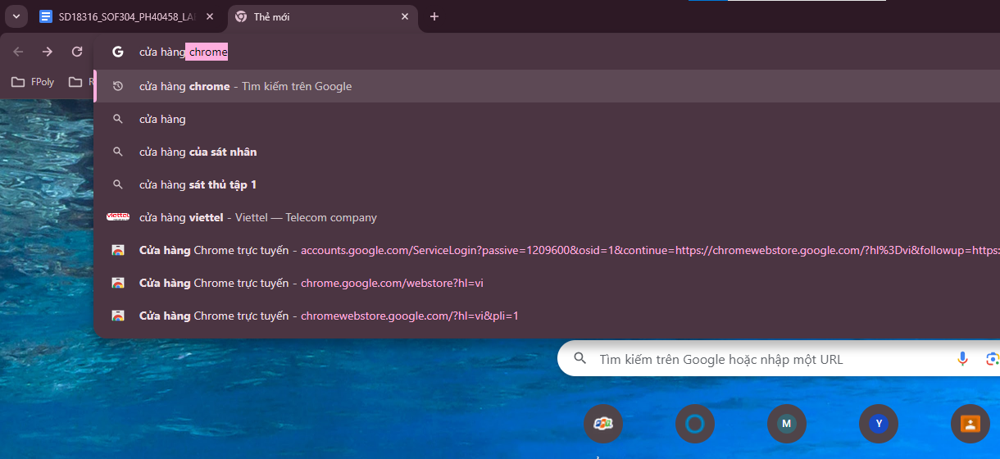 SD18316_SOF304_PH40458_LA
Thẻ mới
cửa hàng chrome
FPoly
cửa hàng chrome - Tìm kiếm trên Google
cửa hàng
cửa hàng của sát nhân
cửa hàng sát thủ tập 1
viettel
cửa hàng viettel - Viettel — Telecom company
Cửa hàng Chrome trực tuyến - accounts.google.com/ServiceLogin?passive=1209600&osid=1&continue=https://chromewebstore.google.com/?hl%3Dvi&followup=https:
Cửa hàng Chrome trực tuyến - chrome.google.com/webstore?hl=vi
Cửa hàng Chrome trực tuyến - chromewebstore.google.com/?hl=vi&pli=1
Tìm kiếm trên Google hoặc nhập một URL
M
Y